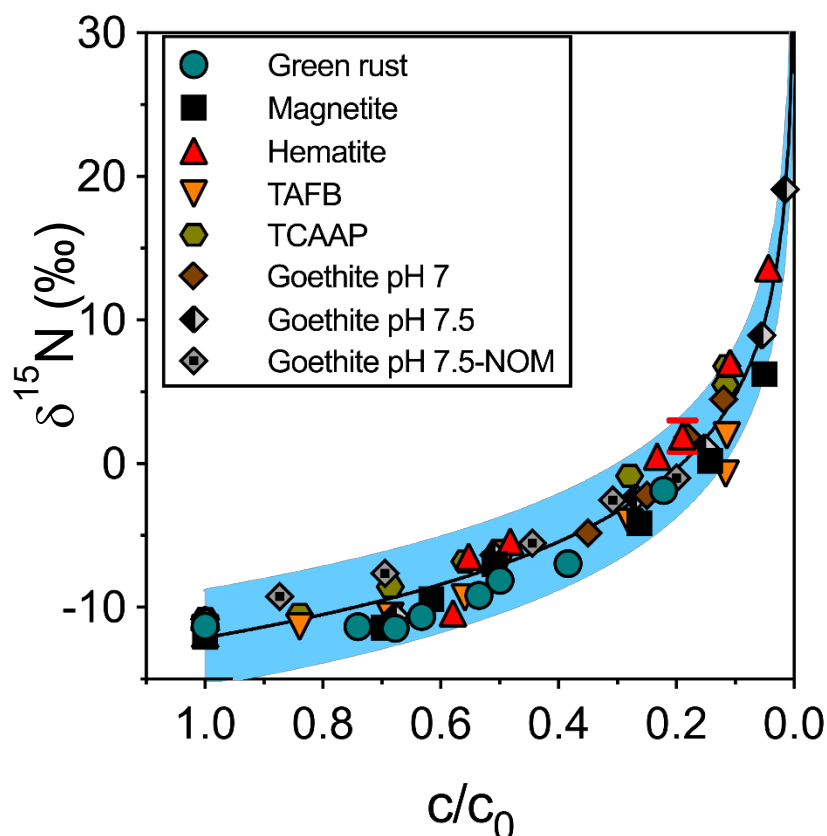 30
20
10
0
-10
δ¹⁵N (‰)
Green rust
Magnetite
Hematite
TAFB
TCAAP
Goethite pH 7
Goethite pH 7.5
Goethite pH 7.5-NOM
1.0 0.8 0.6 0.4 0.2 0.0
c/c₀